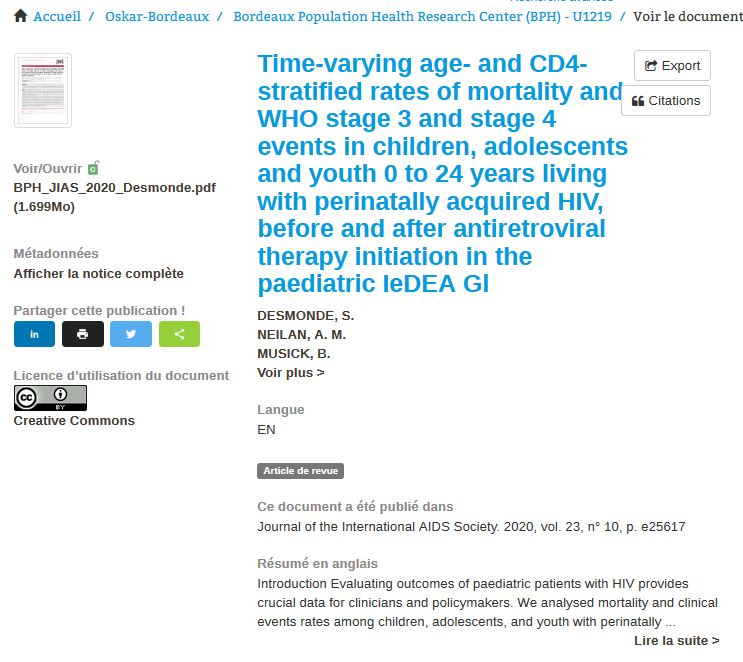 Accueil / Oskar-Bordeaux / Bordeaux Population Health Research Center (BPH) - U1219 / Voir le document
Time-varying age- and CD4-
stratified rates of mortality and
WHO stage 3 and stage 4
events in children, adolescents
and youth 0 to 24 years living
with perinatally acquired HIV,
before and after antiretroviral
therapy initiation in the
paediatric IeDEA Gl
Export
Citations
Voir/Ouvrir
BPH_JIAS_2020_Desmonde.pdf
(1.699Mo)
Métadonnées
Afficher la notice complète
Partager cette publication !
in
Licence d’utilisation du document
cc
BY
Creative Commons
DESMONDE, S.
NEILAN, A. M.
MUSICK, B.
Voir plus >
Langue
EN
Article de revue
Ce document a été publié dans
Journal of the International AIDS Society. 2020, vol. 23, n° 10, p. e25617
Résumé en anglais
Introduction Evaluating outcomes of paediatric patients with HIV provides
crucial data for clinicians and policymakers. We analysed mortality and clinical
events rates among children, adolescents, and youth with perinatally ...
Lire la suite >